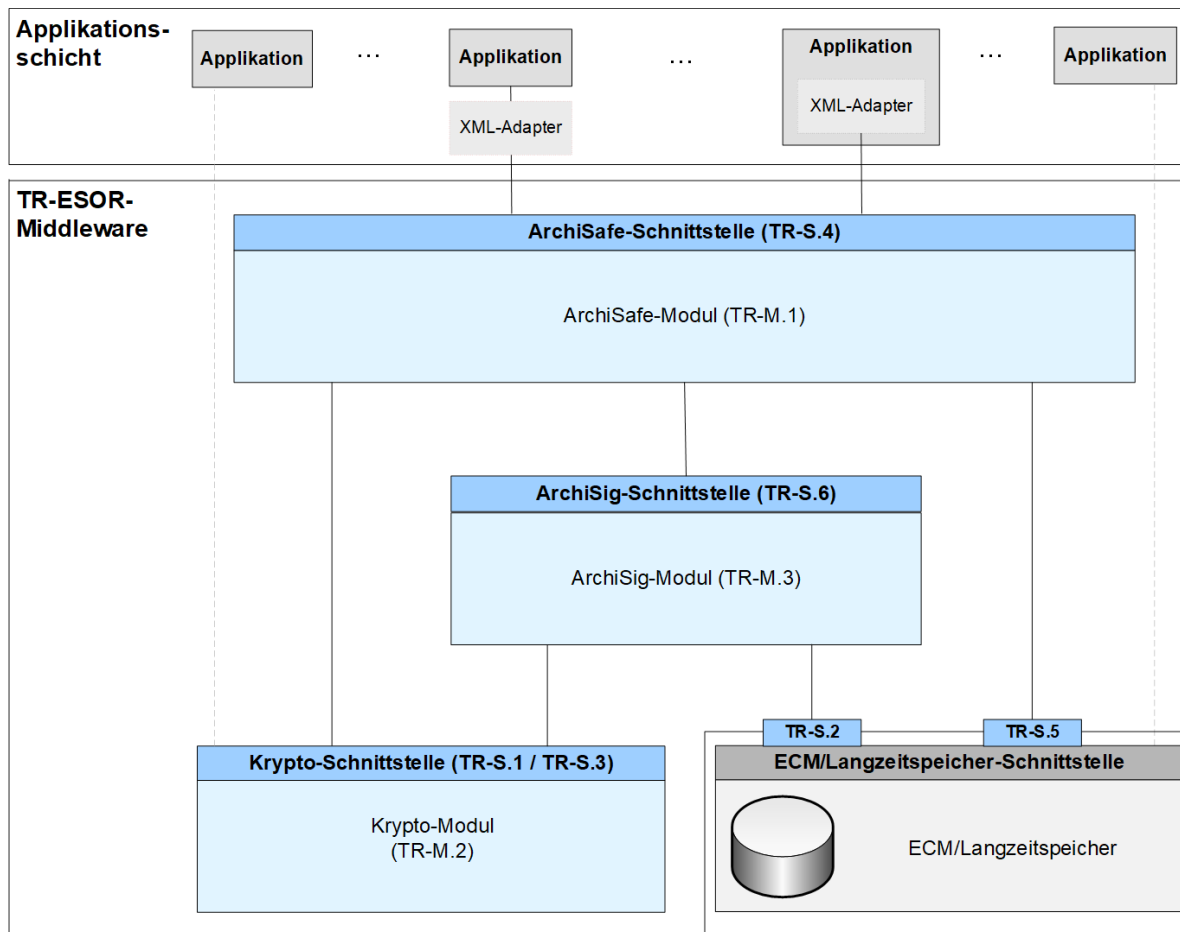 Applikations-
schicht
Applikation
...
Applikation
...
Applikation
...
Applikation
XML-Adapter
XML-Adapter
TR-ESOR-
Middleware
ArchiSafe-Schnittstelle (TR-S.4)
ArchiSafe-Modul (TR-M.1)
ArchiSig-Schnittstelle (TR-S.6)
ArchiSig-Modul (TR-M.3)
TR-S.2
TR-S.5
Krypto-Schnittstelle (TR-S.1 / TR-S.3)
ECM/Langzeitspeicher-Schnittstelle
Krypto-Modul
(TR-M.2)
ECM/Langzeitspeicher